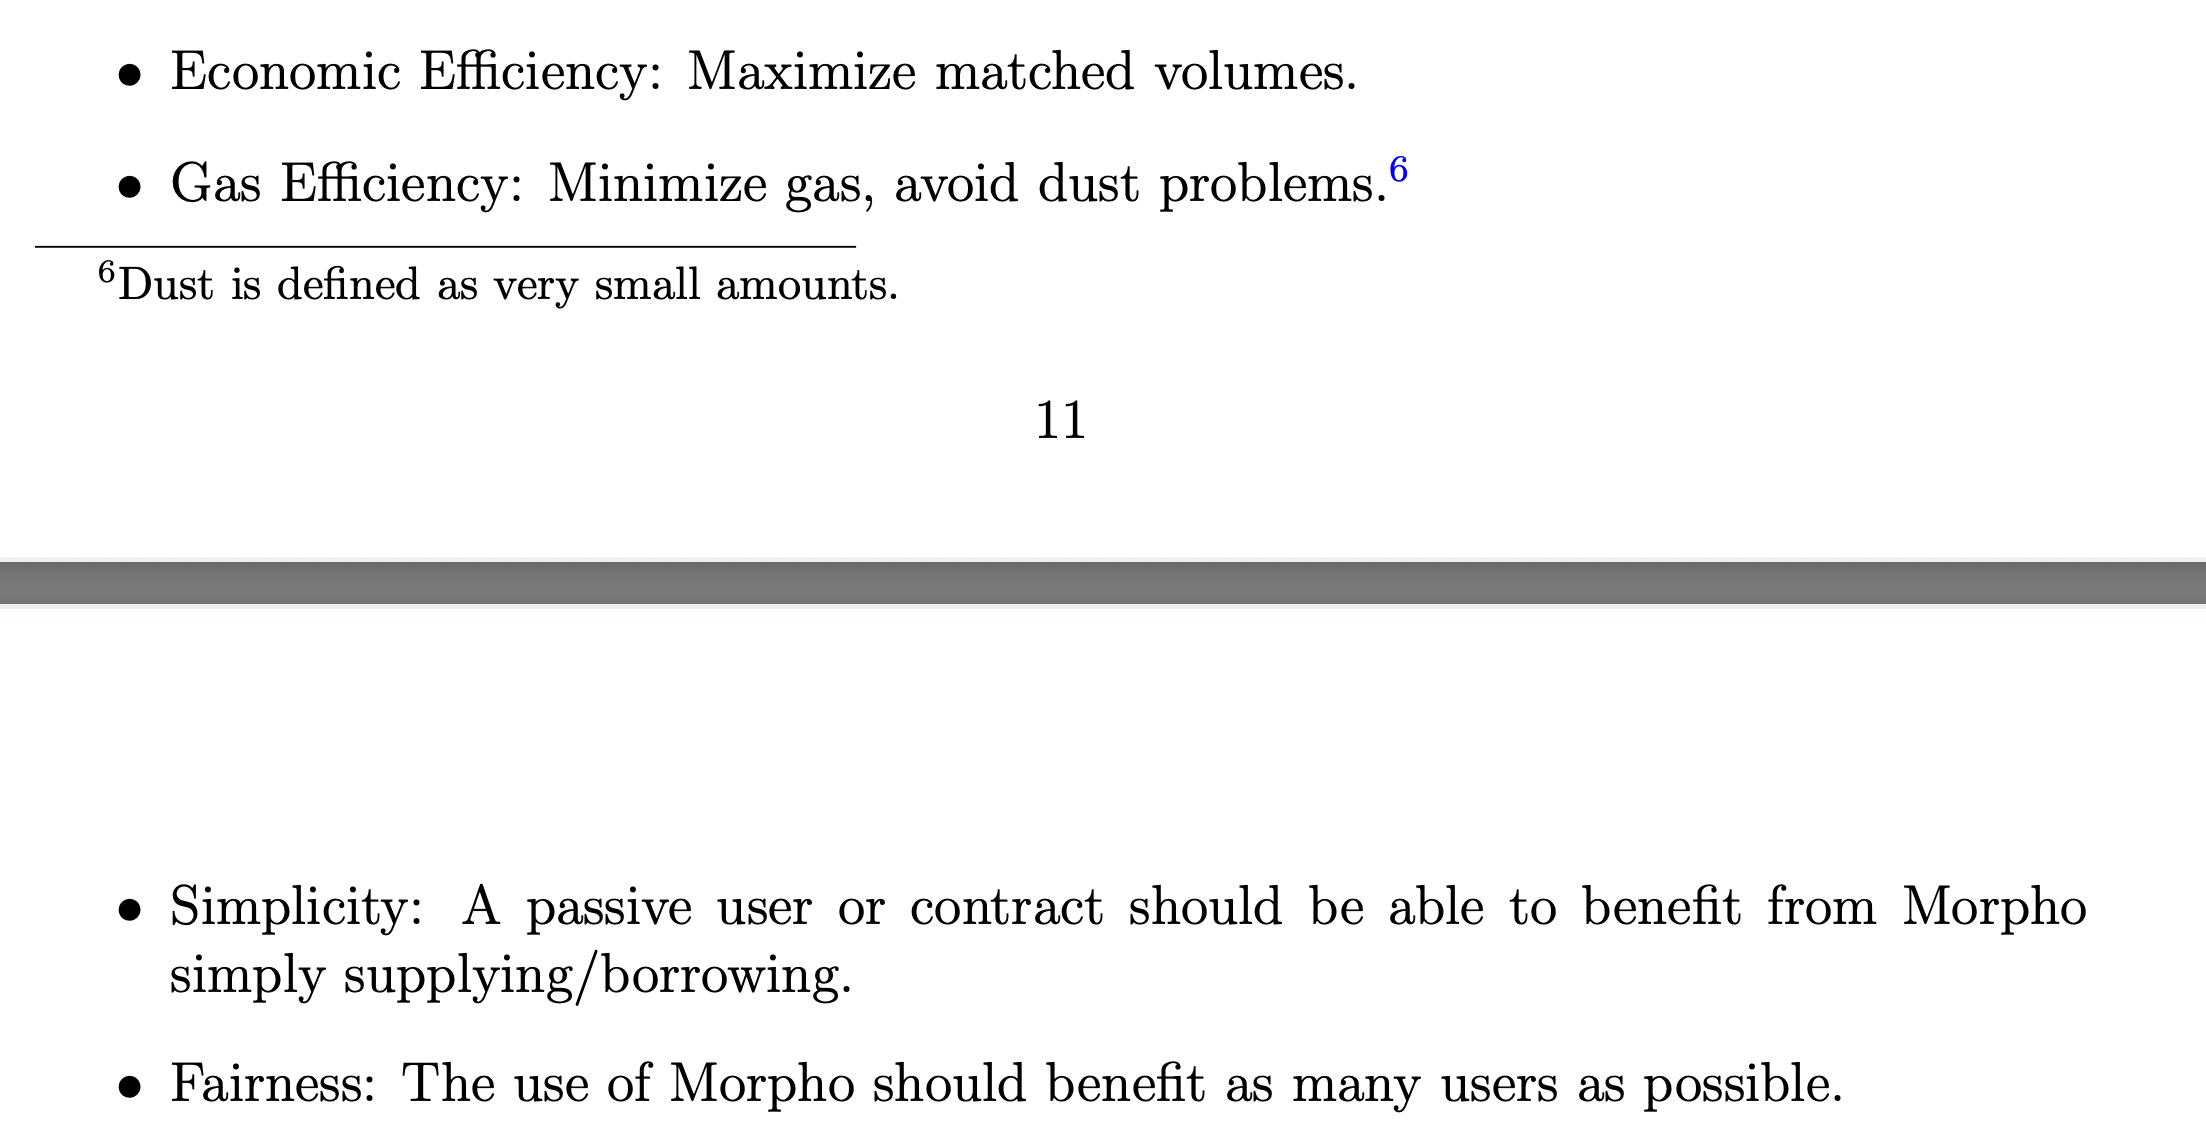 • Economic Efficiency: Maximize matched volumes.
• Gas Efficiency: Minimize gas, avoid dust problems.⁶
⁶Dust is defined as very small amounts.
11
• Simplicity: A passive user or contract should be able to benefit from Morpho
simply supplying/borrowing.
• Fairness: The use of Morpho should benefit as many users as possible.